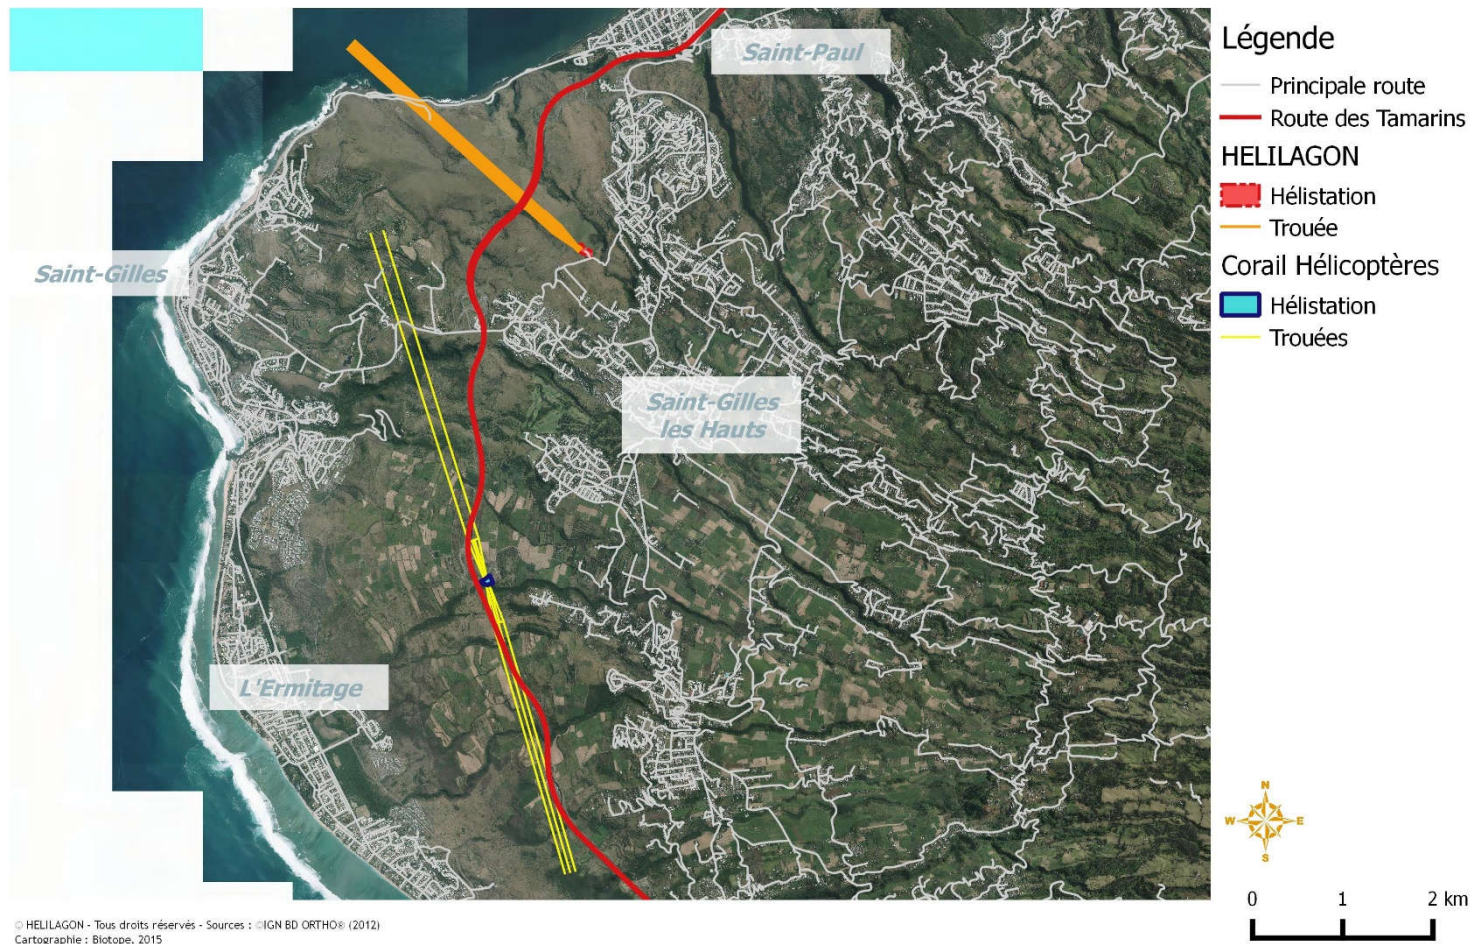 Saint-Paul
Saint-Gilles
Saint-Gilles
les Hauts
L'Ermitage
Légende
Principale route
Route des Tamarins
HELILAGON
Hélistation
Trouée
Corail Hélicoptères
Hélistation
Trouées
N
W E
S
0 1 2 km
© HELILAGON - Tous droits réservés - Sources : ©IGN BD ORTHO® (2012)
Cartographie : Biotope, 2015